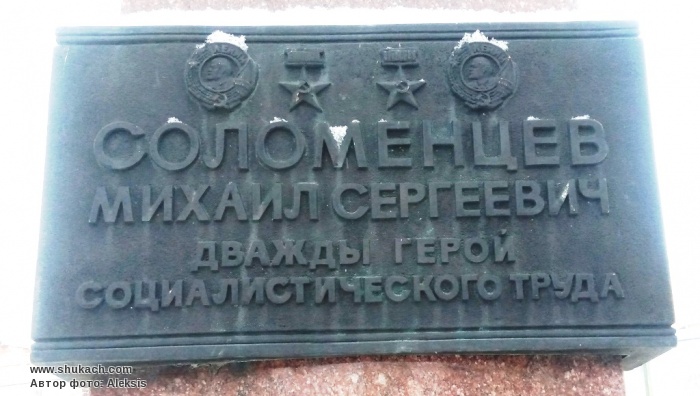 СОЛОМЕНЦЕВ
МИХАИЛ СЕРГЕЕВИЧ
ДВАЖДЫ ГЕРОЙ
СОЦИАЛИСТИЧЕСКОГО ТРУДА
www.shukach.com
Автор фото: Aleksis